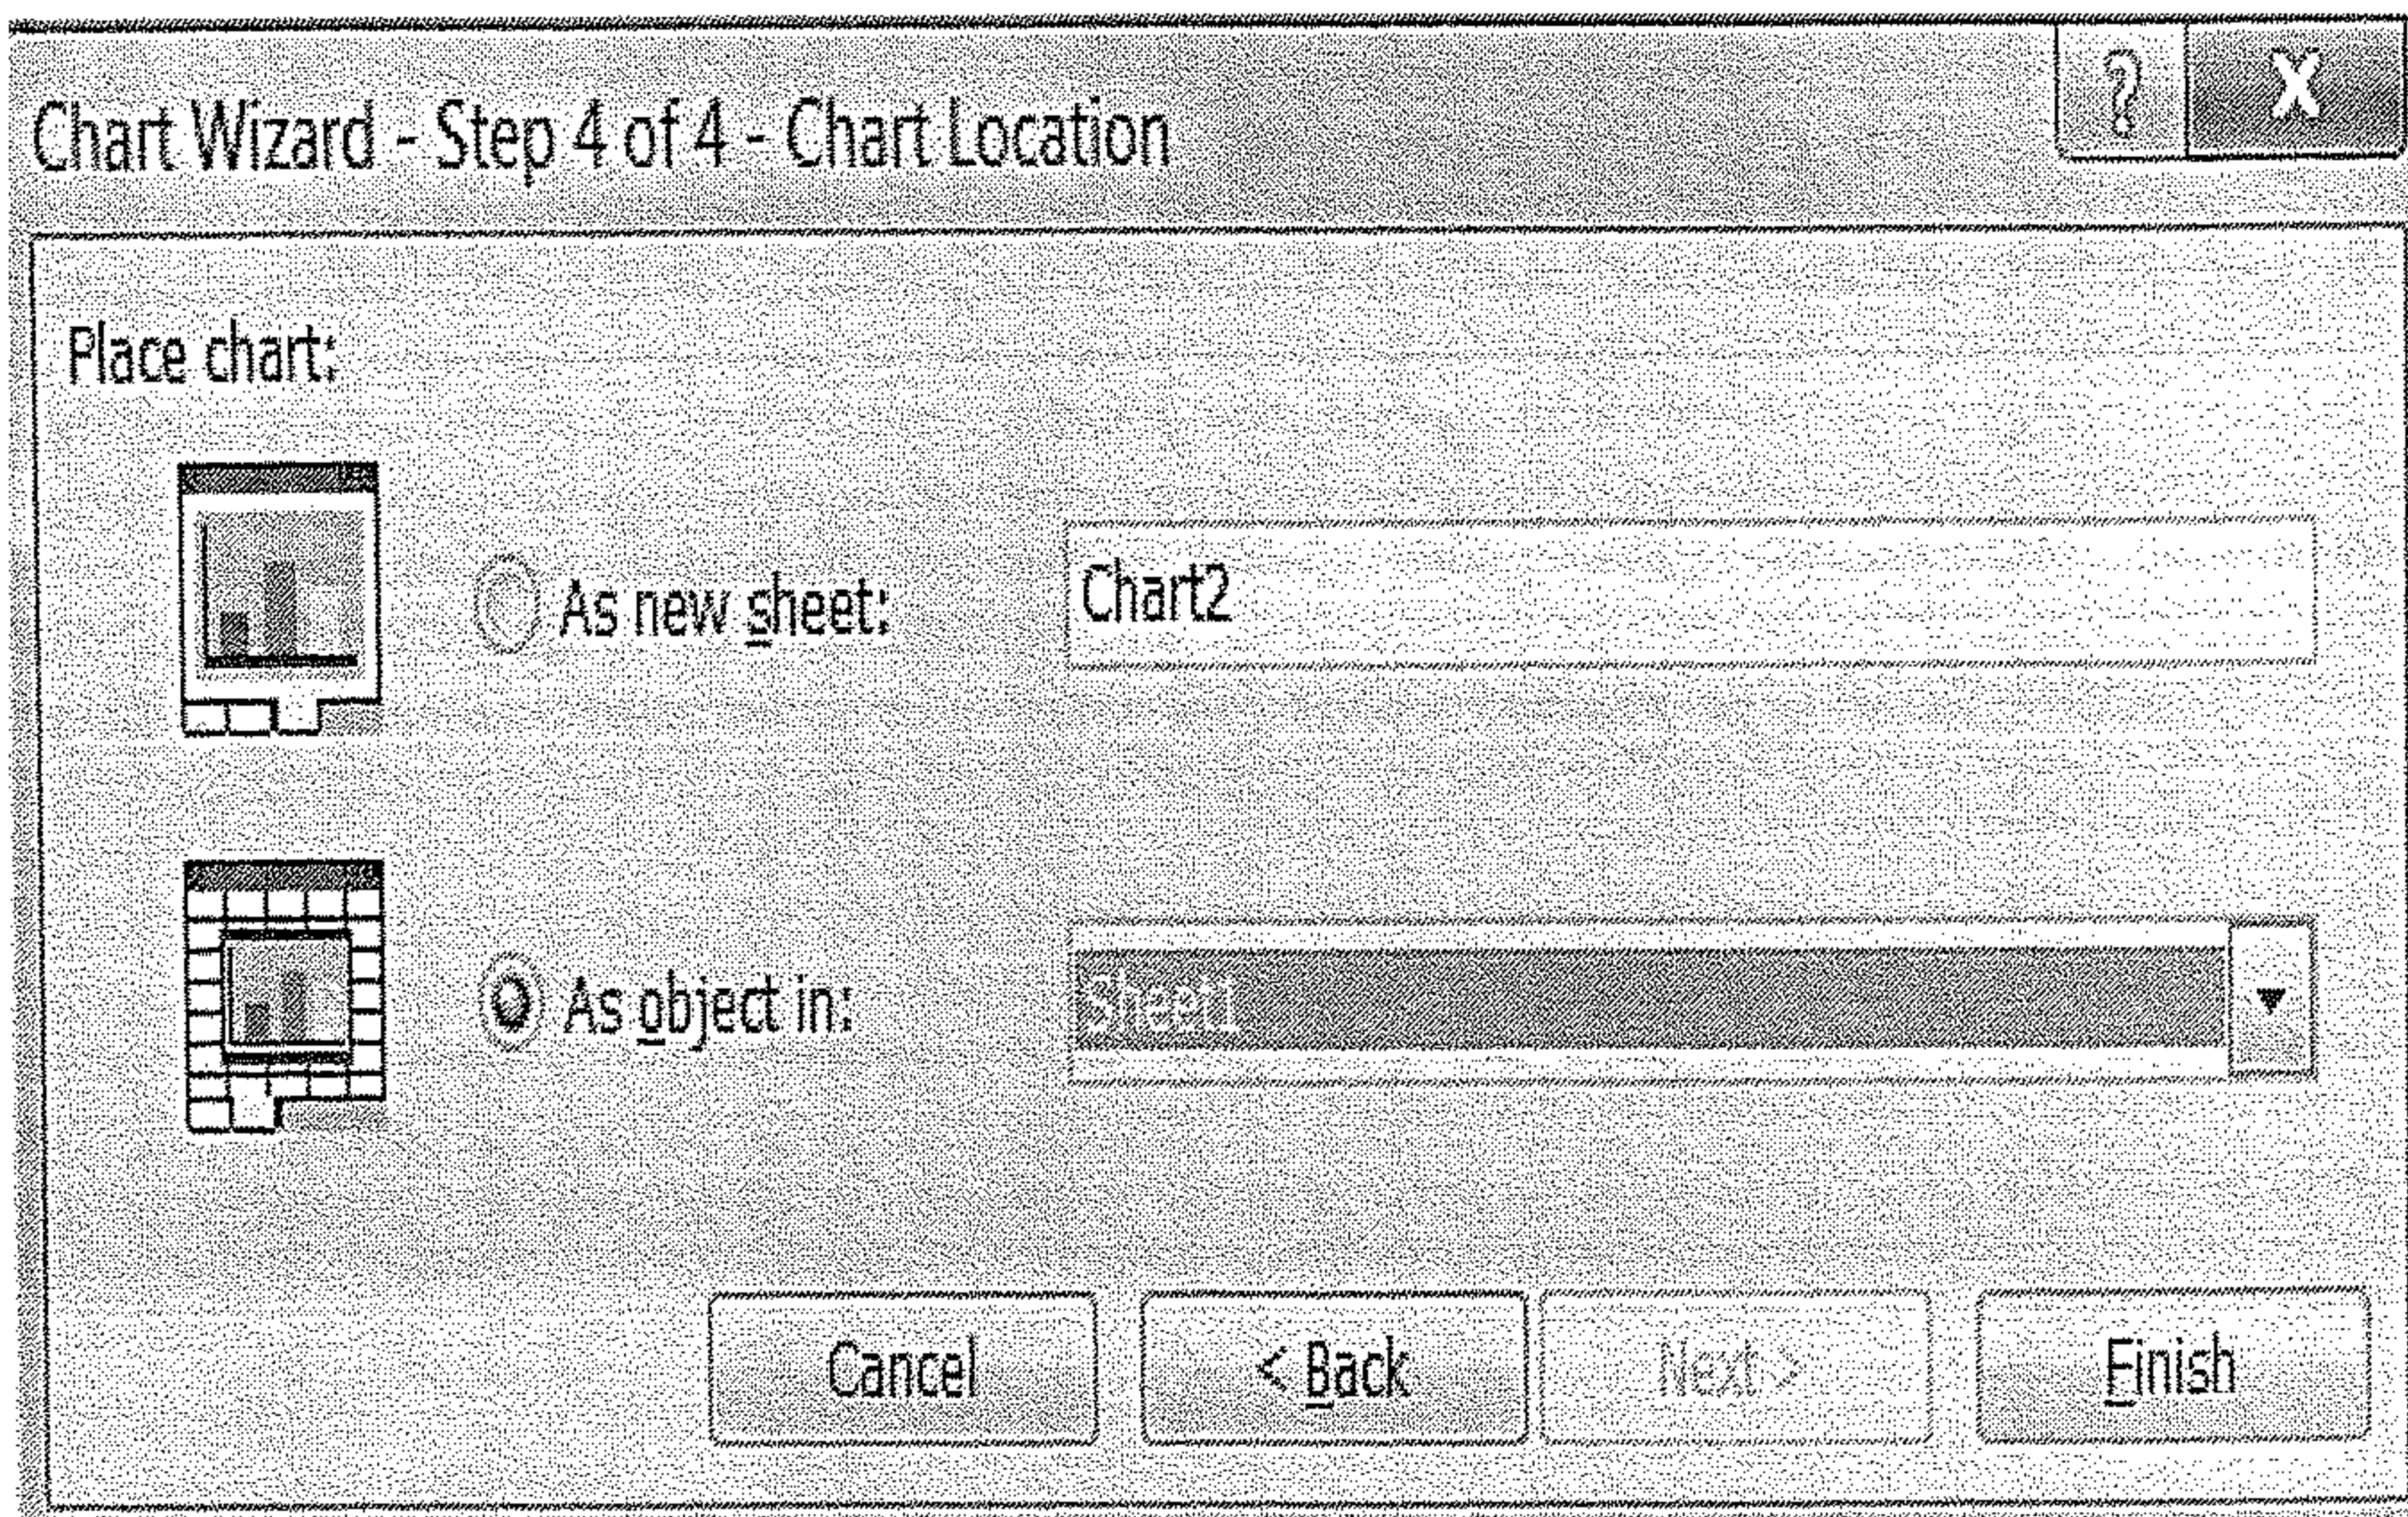 Chart Wizard - Step 4 of 4 - Chart Location
? X
Place chart:
As new sheet: Chart2
As object in: Sheet1
Cancel < Back Next > Finish